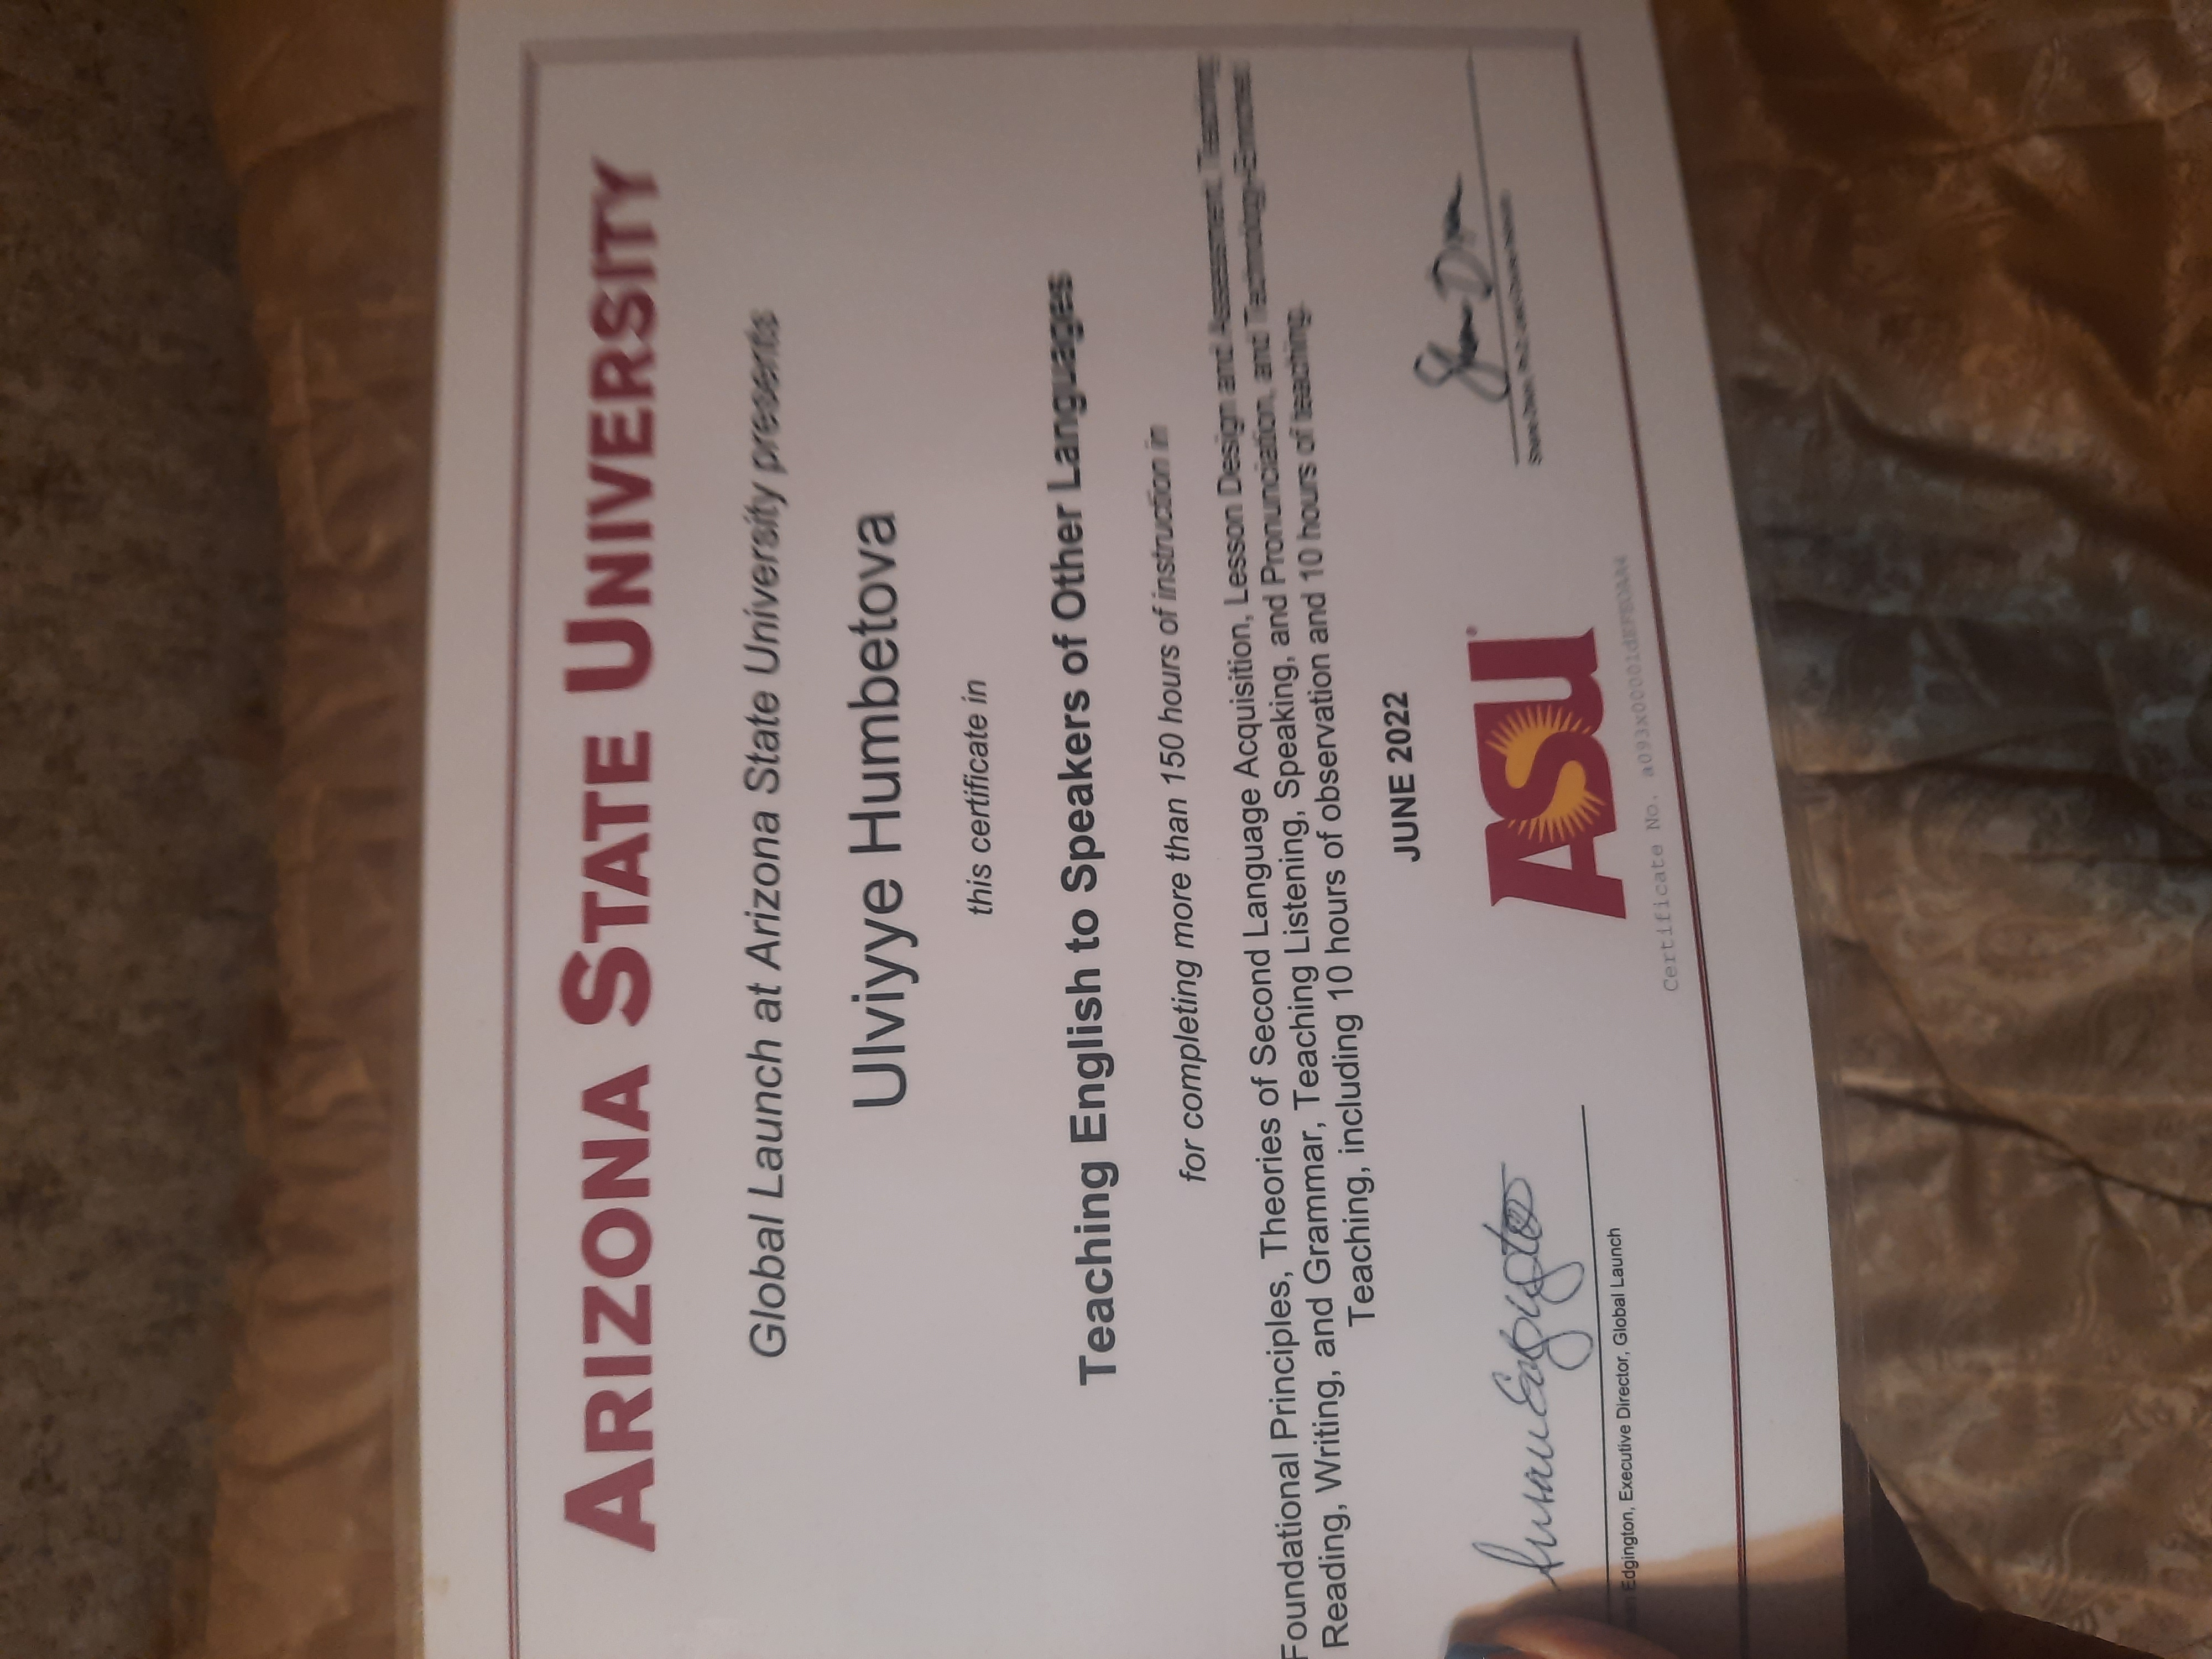 ARIZONA STATE UNIVERSITY
Global Launch at Arizona State University presents
Ulviyye Humbetova
this certificate in
Teaching English to Speakers of Other Languages
for completing more than 150 hours of instruction in
Foundational Principles, Theories of Second Language Acquisition, Lesson Design and Assessment, Teaching
Reading, Writing, and Grammar, Teaching Listening, Speaking, and Pronunciation, and Technology-Enhanced
Teaching, including 10 hours of observation and 10 hours of teaching.
JUNE 2022
Edgington, Executive Director, Global Launch
ASU
Certificate No.